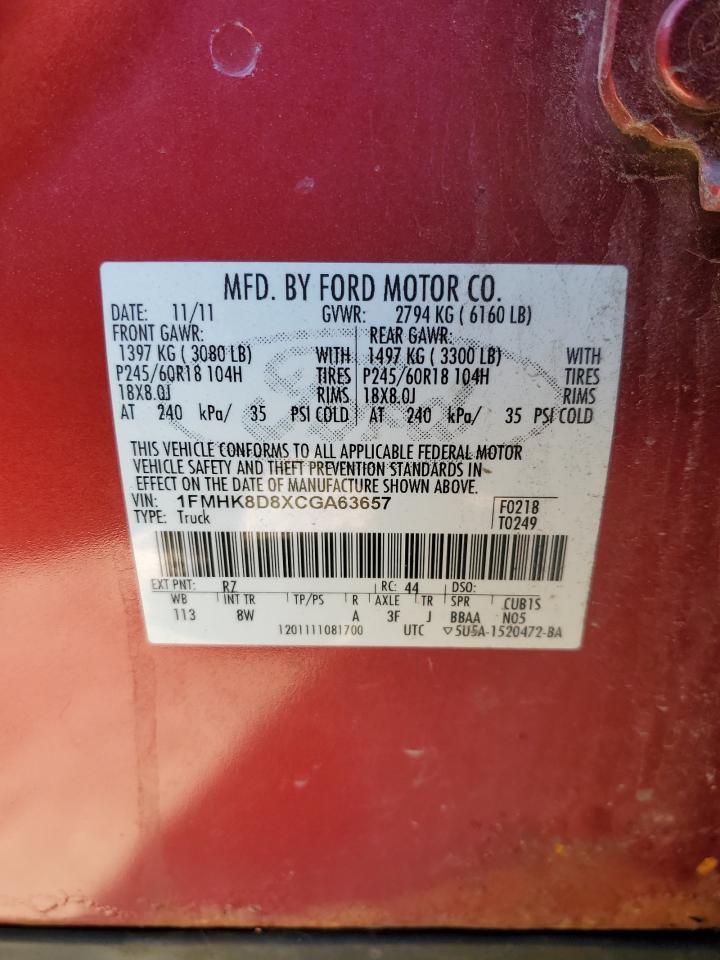 MFD. BY FORD MOTOR CO.
DATE: 11/11 GVWR: 2794 KG ( 6160 LB)
FRONT GAWR: REAR GAWR:
1397 KG ( 3080 LB) WITH 1497 KG ( 3300 LB) WITH
P245/60R18 104H TIRES P245/60R18 104H TIRES
18X8.0J RIMS 18X8.0J RIMS
AT 240 kPa/ 35 PSI COLD AT 240 kPa/ 35 PSI COLD
THIS VEHICLE CONFORMS TO ALL APPLICABLE FEDERAL MOTOR
VEHICLE SAFETY AND THEFT PREVENTION STANDARDS IN
EFFECT ON THE DATE OF MANUFACTURE SHOWN ABOVE.
VIN: 1FMHK8D8XCGA63657 F0218
TYPE: Truck T0249
EXT PNT: RZ RC: 44 DSO:
WB INT TR TP/PS R AXLE TR SPR CUB1S
113 8W A 3F J BBAA N05
1201111081700 UTC ▽5U5A-1520472-BA